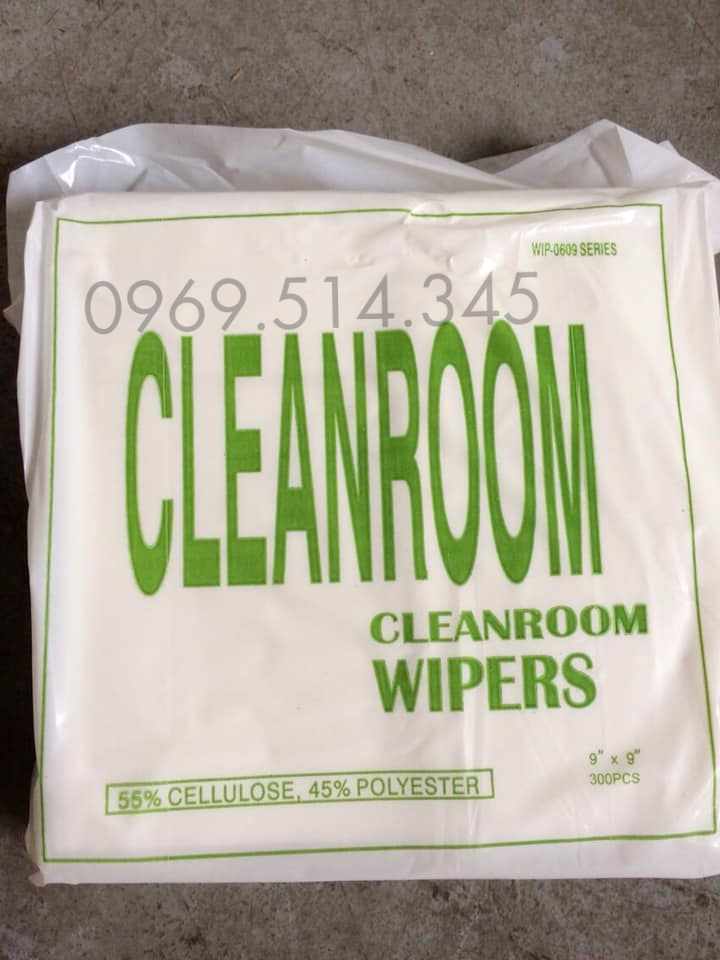 WIP-0609 SERIES
0969.514.345
CLEANROOM
CLEANROOM
WIPERS
9" x 9"
300PCS
55% CELLULOSE, 45% POLYESTER